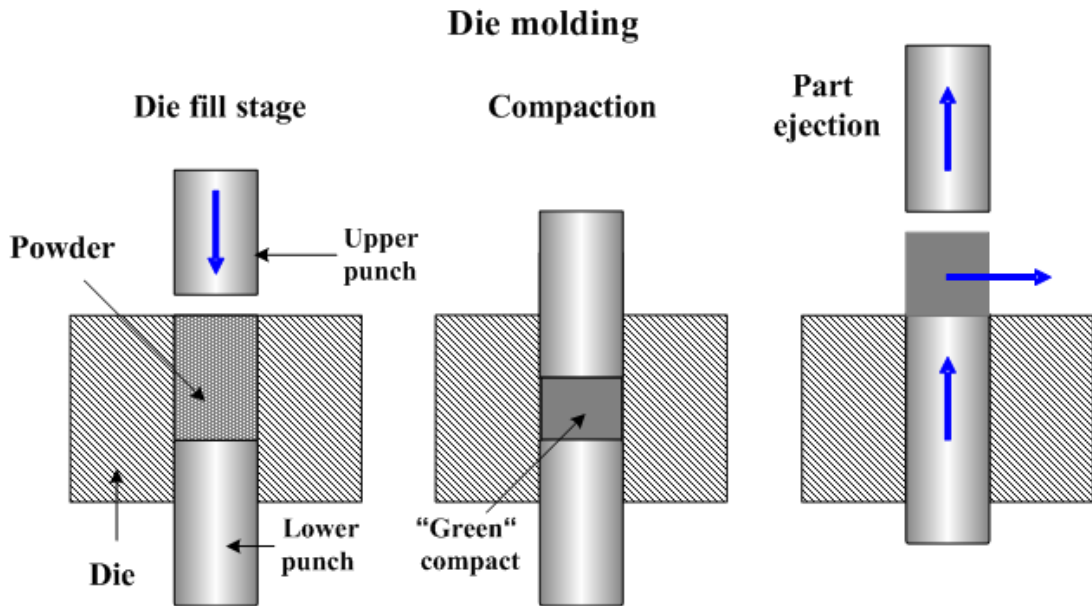 Die molding
Die fill stage
Compaction
Part
ejection
Powder
Upper
punch
Die
Lower
punch
“Green“
compact